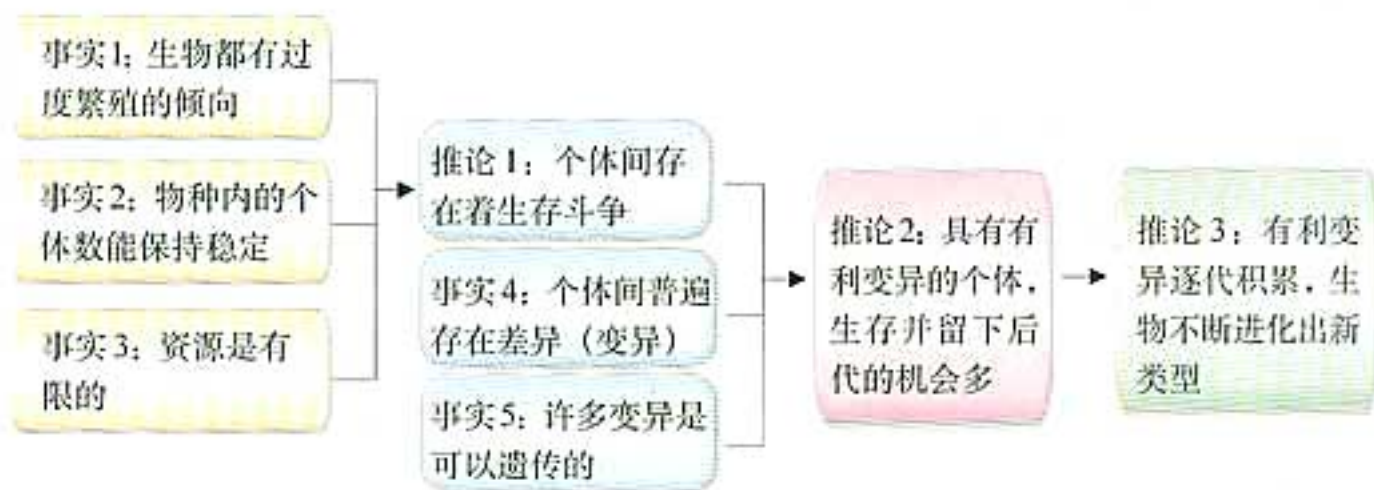 事实1：生物都有过
度繁殖的倾向
事实2：物种内的个
体数能保持稳定
事实3：资源是有
限的
推论1：个体间存
在着生存斗争
事实4：个体间普遍
存在差异（变异）
事实5：许多变异是
可以遗传的
推论2：具有有
利变异的个体，
生存并留下后
代的机会多
推论3：有利变
异逐代积累，生
物不断进化出新
类型